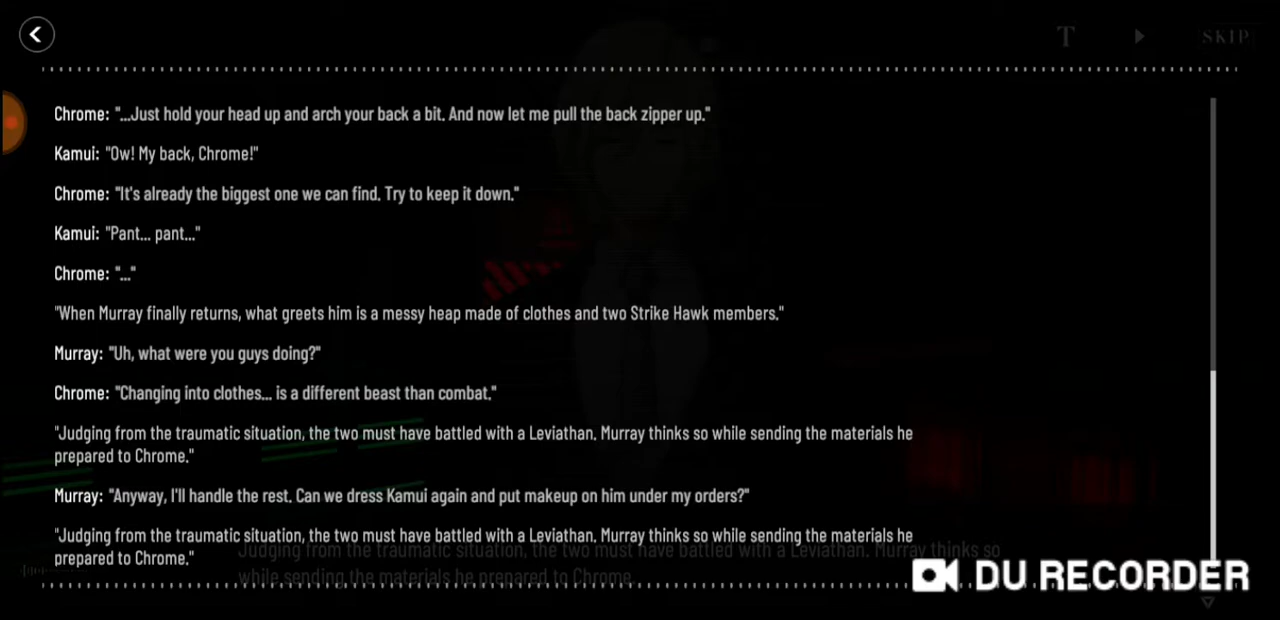 T
SKIP
Chrome: "...Just hold your head up and arch your back a bit. And now let me pull the back zipper up."
Kamui: "Ow! My back, Chrome!"
Chrome: "It's already the biggest one we can find. Try to keep it down."
Kamui: "Pant... pant..."
Chrome: "..."
"When Murray finally returns, what greets him is a messy heap made of clothes and two Strike Hawk members."
Murray: "Uh, what were you guys doing?"
Chrome: "Changing into clothes... is a different beast than combat."
"Judging from the traumatic situation, the two must have battled with a Leviathan. Murray thinks so while sending the materials he
prepared to Chrome."
Murray: "Anyway, I'll handle the rest. Can we dress Kamui again and put makeup on him under my orders?"
"Judging from the traumatic situation, the two must have battled with a Leviathan. Murray thinks so while sending the materials he
prepared to Chrome."
Judging from the traumatic situation, the two must have battled with a Leviathan. Murray thinks so
while sending the materials he prepared to Chrome.
DU RECORDER